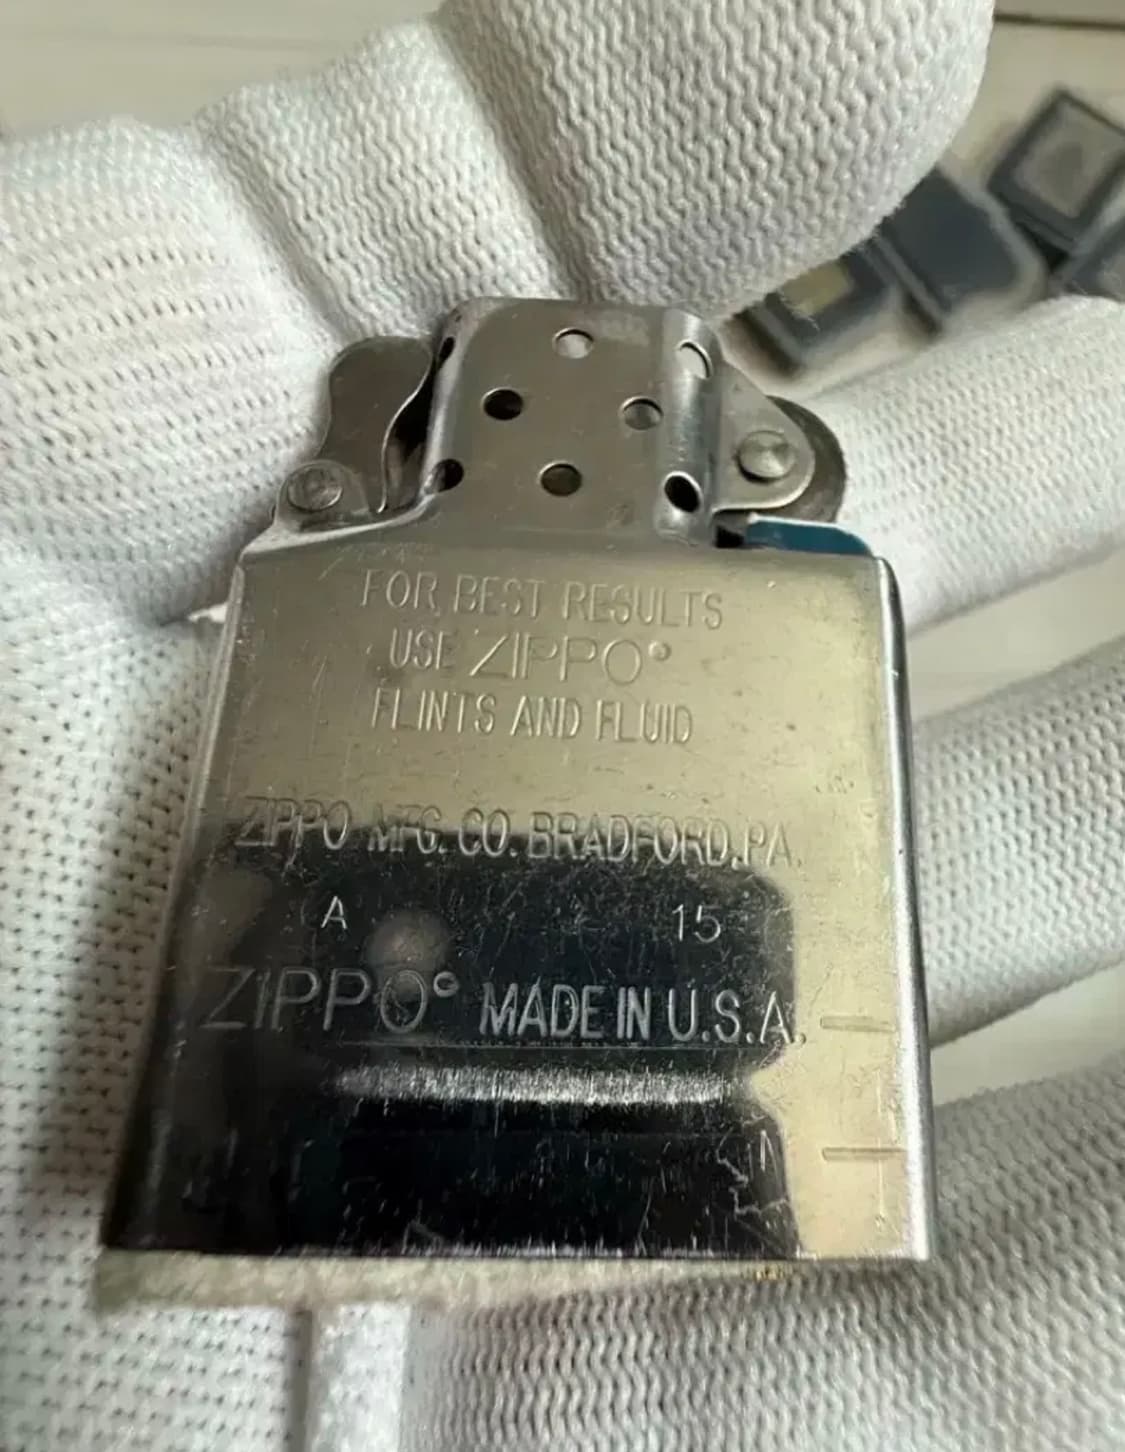 FOR BEST RESULTS
USE ZIPPO®
FLINTS AND FLUID
ZIPPO MFG. CO. BRADFORD, PA.
A 15
ZIPPO® MADE IN U.S.A.